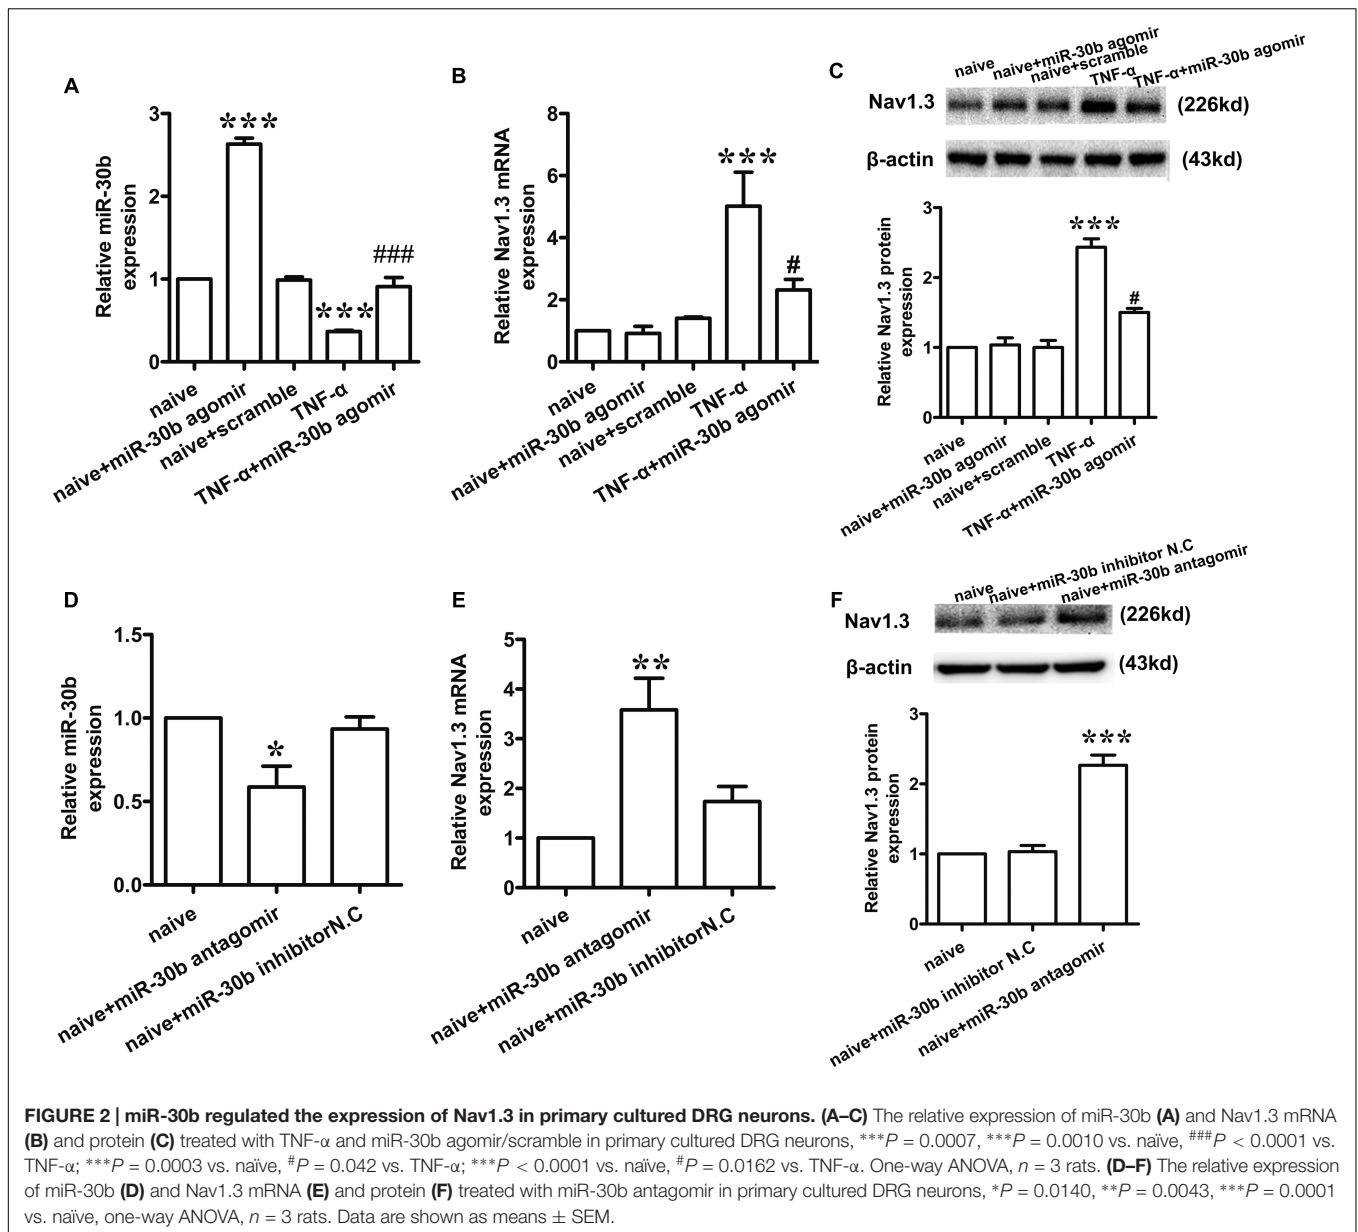 A
Relative miR-30b
expression
3
2
1
0
***
***
###
naive
naive+miR-30b agomir
naive+scramble
TNF-α
TNF-α+miR-30b agomir
B
Relative Nav1.3 mRNA
expression
8
6
4
2
0
***
#
naive
naive+miR-30b agomir
naive+scramble
TNF-α
TNF-α+miR-30b agomir
C
naive
naive+miR-30b agomir
naive+scramble
TNF-α
TNF-α+miR-30b agomir
Nav1.3
(226kd)
β-actin
(43kd)
Relative Nav1.3 protein
expression
3
2
1
0
***
#
naive
naive+miR-30b agomir
naive+scramble
TNF-α
TNF-α+miR-30b agomir
D
Relative miR-30b
expression
1.5
1.0
0.5
0.0
*
naive
naive+miR-30b antagomir
naive+miR-30b inhibitorN.C
E
Relative Nav1.3 mRNA
expression
5
4
3
2
1
0
**
naive
naive+miR-30b antagomir
naive+miR-30b inhibitorN.C
F
naive
naive+miR-30b inhibitor N.C
naive+miR-30b antagomir
Nav1.3
(226kd)
β-actin
(43kd)
Relative Nav1.3 protein
expression
3
2
1
0
***
naive
naive+miR-30b inhibitor N.C
naive+miR-30b antagomir
FIGURE 2 | miR-30b regulated the expression of Nav1.3 in primary cultured DRG neurons. (A–C) The relative expression of miR-30b (A) and Nav1.3 mRNA
(B) and protein (C) treated with TNF-α and miR-30b agomir/scramble in primary cultured DRG neurons, ***P = 0.0007, ***P = 0.0010 vs. naïve, ###P < 0.0001 vs.
TNF-α; ***P = 0.0003 vs. naïve, #P = 0.042 vs. TNF-α; ***P < 0.0001 vs. naïve, #P = 0.0162 vs. TNF-α. One-way ANOVA, n = 3 rats. (D–F) The relative expression
of miR-30b (D) and Nav1.3 mRNA (E) and protein (F) treated with miR-30b antagomir in primary cultured DRG neurons, *P = 0.0140, **P = 0.0043, ***P = 0.0001
vs. naïve, one-way ANOVA, n = 3 rats. Data are shown as means ± SEM.